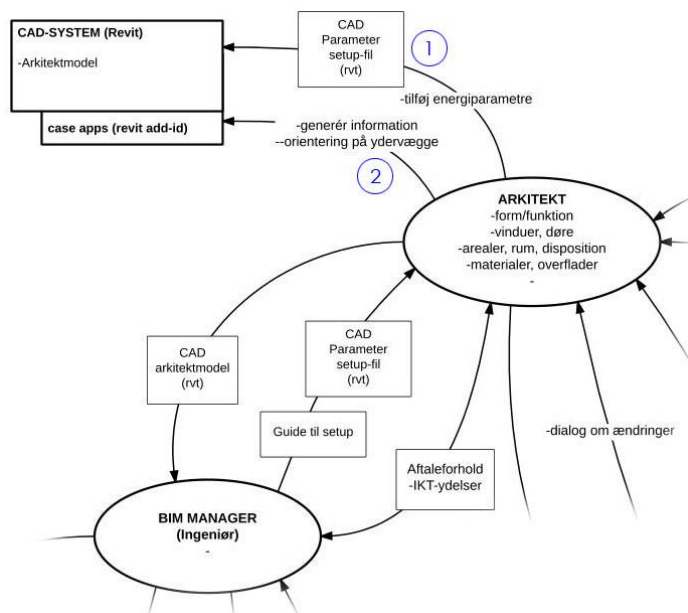 CAD-SYSTEM (Revit)
-Arkitektmodel
case apps (revit add-id)
CAD
Parameter
setup-fil
(rvt)
1
-tilføj energiparametre
-generér information
--orientering på ydervægge
2
ARKITEKT
-form/funktion
-vinduer, døre
-arealer, rum, disposition
-materialer, overflader
-
CAD
arkitektmodel
(rvt)
CAD
Parameter
setup-fil
(rvt)
Guide til setup
Aftaleforhold
-IKT-ydelser
-dialog om ændringer
BIM MANAGER
(Ingeniør)
-